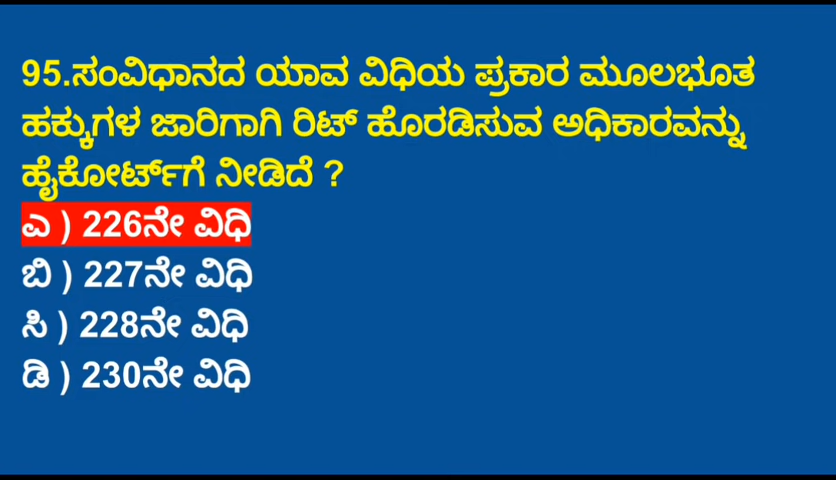 95.ಸಂವಿಧಾನದ ಯಾವ ವಿಧಿಯ ಪ್ರಕಾರ ಮೂಲಭೂತ
ಹಕ್ಕುಗಳ ಜಾರಿಗಾಗಿ ರಿಟ್ ಹೊರಡಿಸುವ ಅಧಿಕಾರವನ್ನು
ಹೈಕೋರ್ಟ್‌ಗೆ ನೀಡಿದೆ ?
ಎ ) 226ನೇ ವಿಧಿ
ಬಿ ) 227ನೇ ವಿಧಿ
ಸಿ ) 228ನೇ ವಿಧಿ
ಡಿ ) 230ನೇ ವಿಧಿ